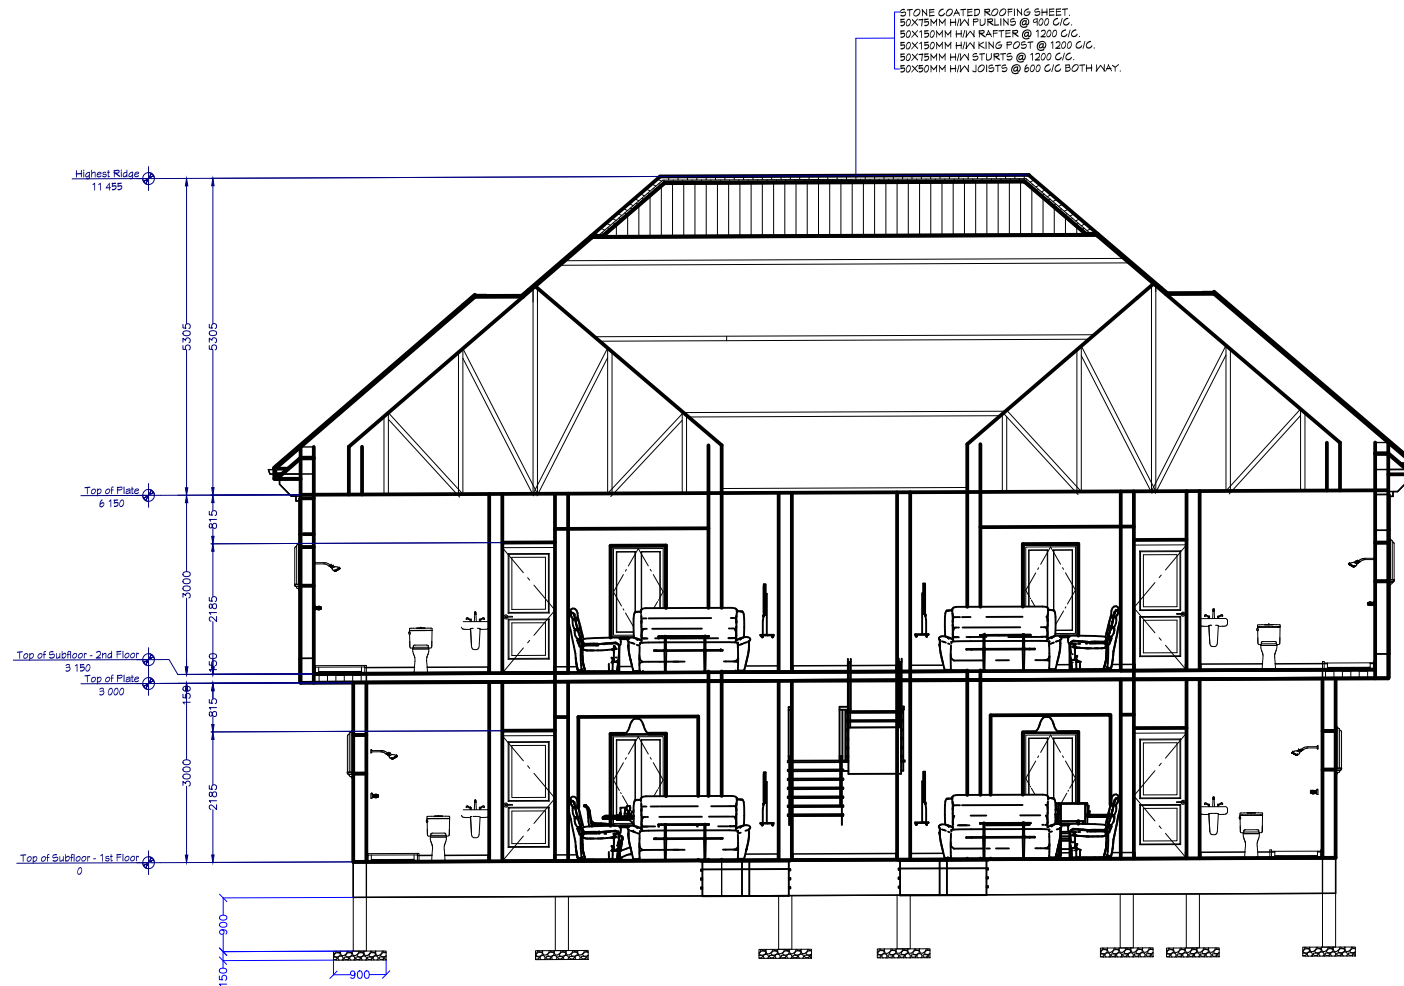 STONE COATED ROOFING SHEET.
50X75MM H/W PURLINS @ 900 C/C.
50X150MM H/W RAFTER @ 1200 C/C.
50X150MM H/W KING POST @ 1200 C/C.
50X75MM H/W STURTS @ 1200 C/C.
50X50MM H/W JOISTS @ 600 C/C BOTH WAY.
Highest Ridge
11 455
5305
5305
Top of Plate
6 150
815
3000
2185
150
Top of Subfloor - 2nd Floor
3 150
Top of Plate
3 000
150
815
3000
2185
Top of Subfloor - 1st Floor
0
900
150
900